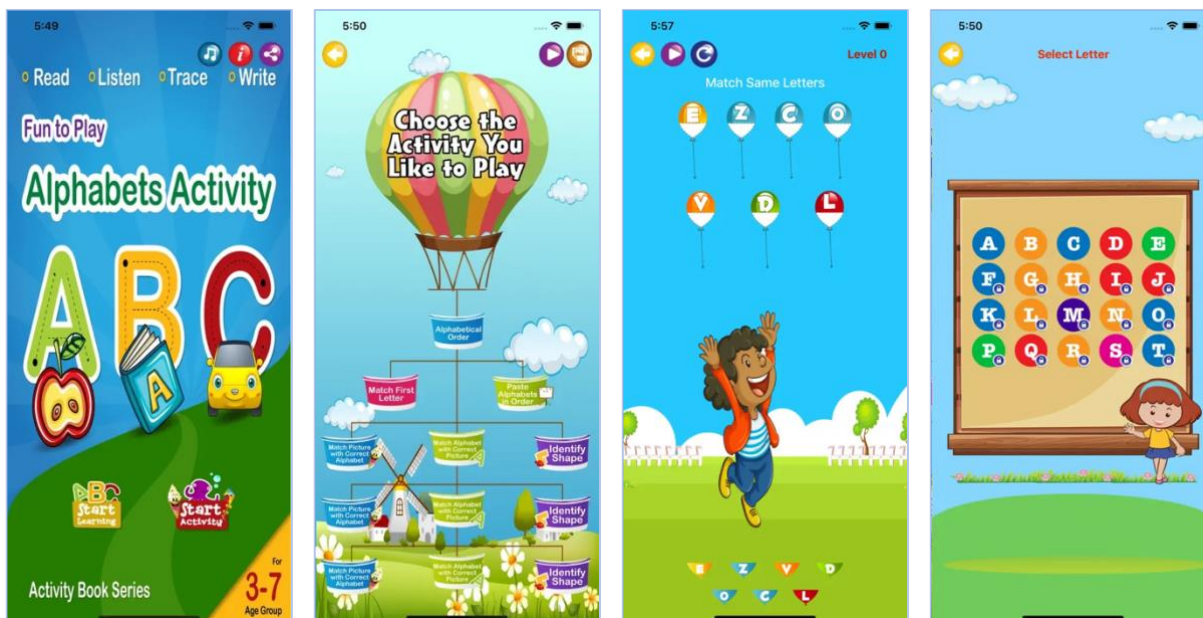 5:49
Read Listen Trace Write
Fun to Play
Alphabets Activity
A B C
A
ABC
Start
Learning
Start
Activity
Activity Book Series
For
3-7
Age Group
5:50
Choose the
Activity You
Like to Play
Alphabetical
Order
Match First
Letter
Paste
Alphabets
in Order
Match Picture
with Correct
Alphabet
Match Alphabet
with Correct
Picture
Identify
Shape
Match Picture
with Correct
Alphabet
Match Alphabet
with Correct
Picture
Identify
Shape
Match Picture
with Correct
Alphabet
Match Alphabet
with Correct
Picture
Identify
Shape
5:57
Level 0
Match Same Letters
E Z C O
V D L
E Z V D
O C L
5:50
Select Letter
A B C D E
F G H I J
K L M N O
P Q R S T